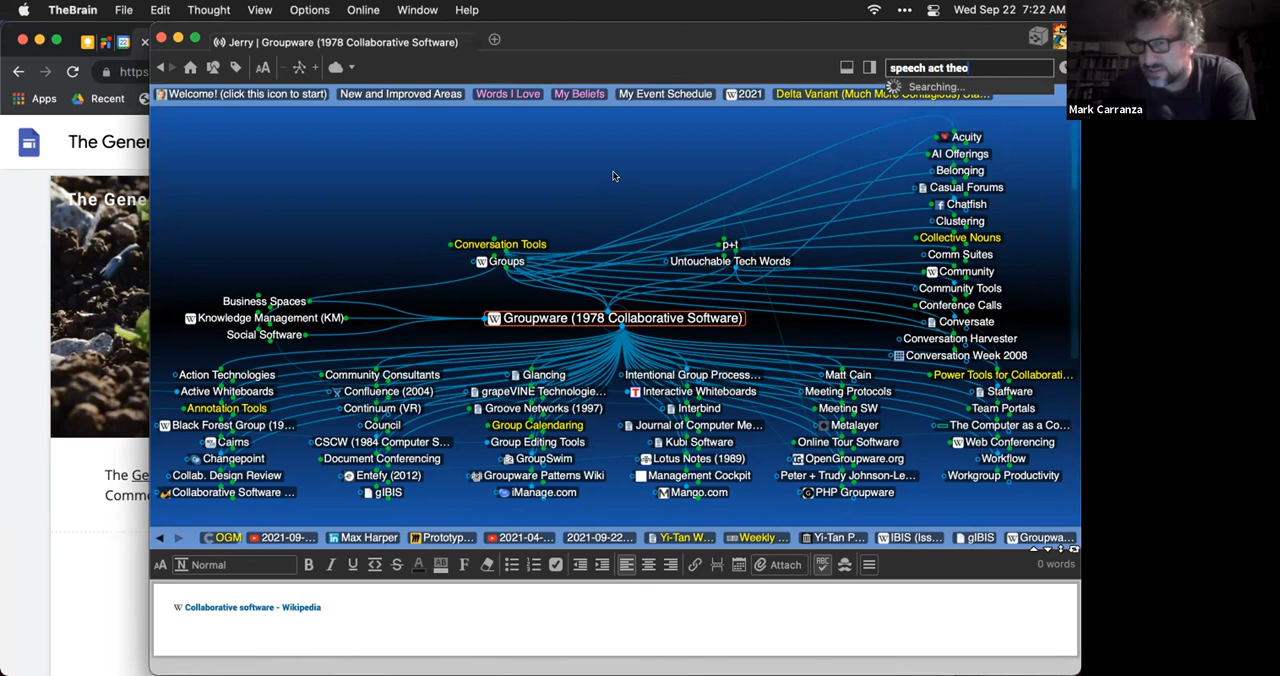 TheBrain File Edit Thought View Options Online Window Help
Wed Sep 22 7:22 AM
Jerry | Groupware (1978 Collaborative Software)
https
speech act theo
Searching...
Mark Carranza
Apps Recent
Welcome! (click this icon to start) New and Improved Areas Words I Love My Beliefs My Event Schedule 2021 Delta Variant (Much More Contagious)
The Gener
The Gene
Acuity
AI Offerings
Belonging
Casual Forums
Chatfish
Clustering
Collective Nouns
Comm Suites
Community
Community Tools
Conference Calls
Conversate
Conversation Harvester
Conversation Week 2008
Conversation Tools
Groups
p+t
Untouchable Tech Words
Business Spaces
Knowledge Management (KM)
Social Software
Groupware (1978 Collaborative Software)
Action Technologies Community Consultants Glancing Intentional Group Process... Matt Cain Power Tools for Collaborati...
Active Whiteboards Confluence (2004) grapeVINE Technologie... Interactive Whiteboards Meeting Protocols Staffware
Annotation Tools Continuum (VR) Groove Networks (1997) Interbind Meeting SW Team Portals
Black Forest Group (19... Council Group Calendaring Journal of Computer Me... Metalayer The Computer as a Co...
Cairns CSCW (1984 Computer S... Group Editing Tools Kubi Software Online Tour Software Web Conferencing
Changepoint Document Conferencing GroupSwim Lotus Notes (1989) OpenGroupware.org Workflow
Collab. Design Review Entery (2012) Groupware Patterns Wiki Management Cockpit Peter + Trudy Johnson-Le... Workgroup Productivity
Collaborative Software ... gIBIS iManage.com Mango.com PHP Groupware
The Ge
Comm
OGM 2021-09-... Max Harper Prototyp... 2021-04-... 2021-09-22... Yi-Tan W... Weekly ... Yi-Tan P... IBIS (Iss... gIBIS Groupwa...
Normal B I U S A F Attach 0 words
W Collaborative software - Wikipedia